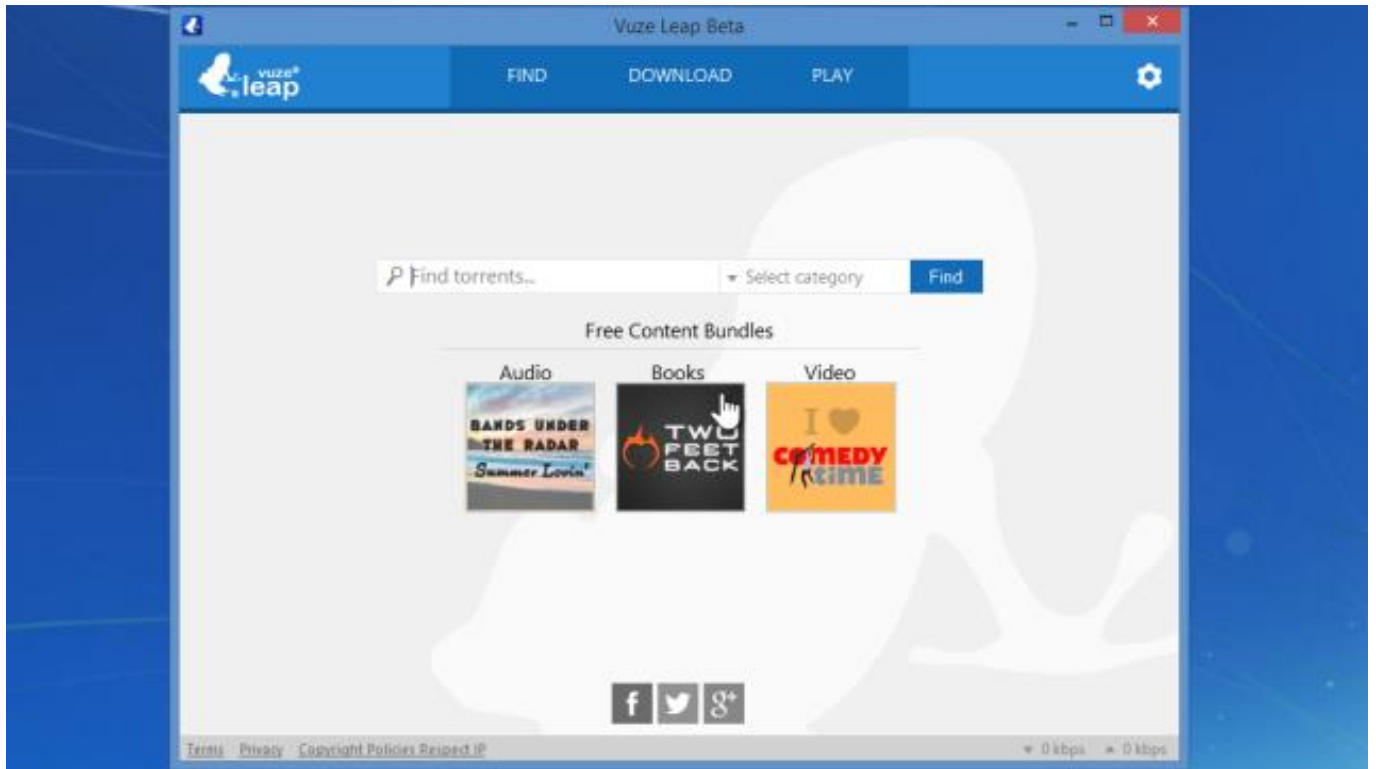 Vuze Leap Beta
vuze®
leap
FIND DOWNLOAD PLAY
Find torrents...
Select category
Find
Free Content Bundles
Audio Books Video
BANDS UNDER
THE RADAR
Summer Lovin'
TWO
FEET
BACK
I
COMEDY
time
f
g+
Terms Privacy Copyright Policies Respect IP
0 kbps 0 kbps